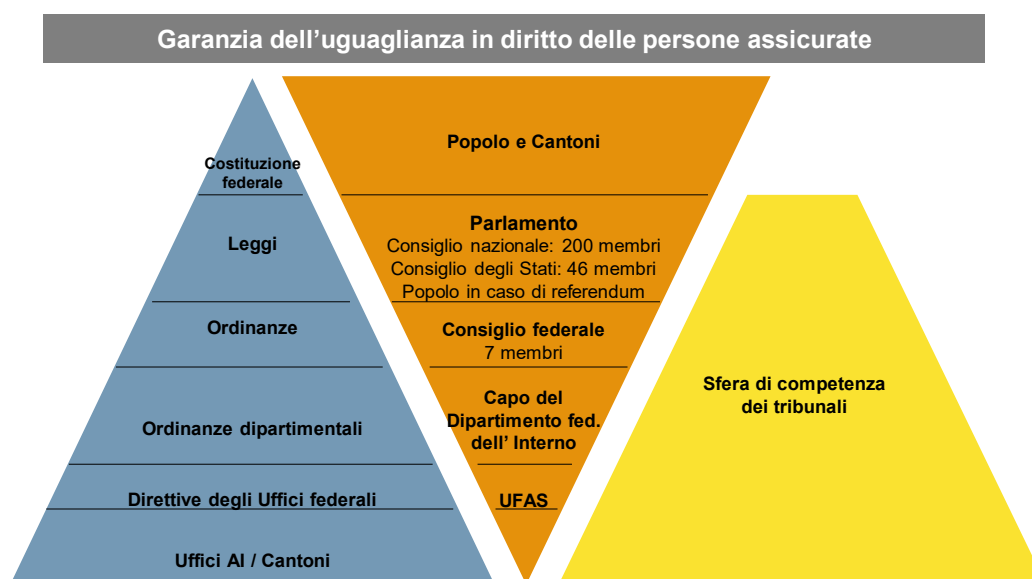 Garanzia dell'uguaglianza in diritto delle persone assicurate
Costituzione
federale
Leggi
Ordinanze
Ordinanze dipartimentali
Direttive degli Uffici federali
Uffici AI / Cantoni
Popolo e Cantoni
Parlamento
Consiglio nazionale: 200 membri
Consiglio degli Stati: 46 membri
Popolo in caso di referendum
Consiglio federale
7 membri
Capo del
Dipartimento fed.
dell' Interno
UFAS
Sfera di competenza
dei tribunali